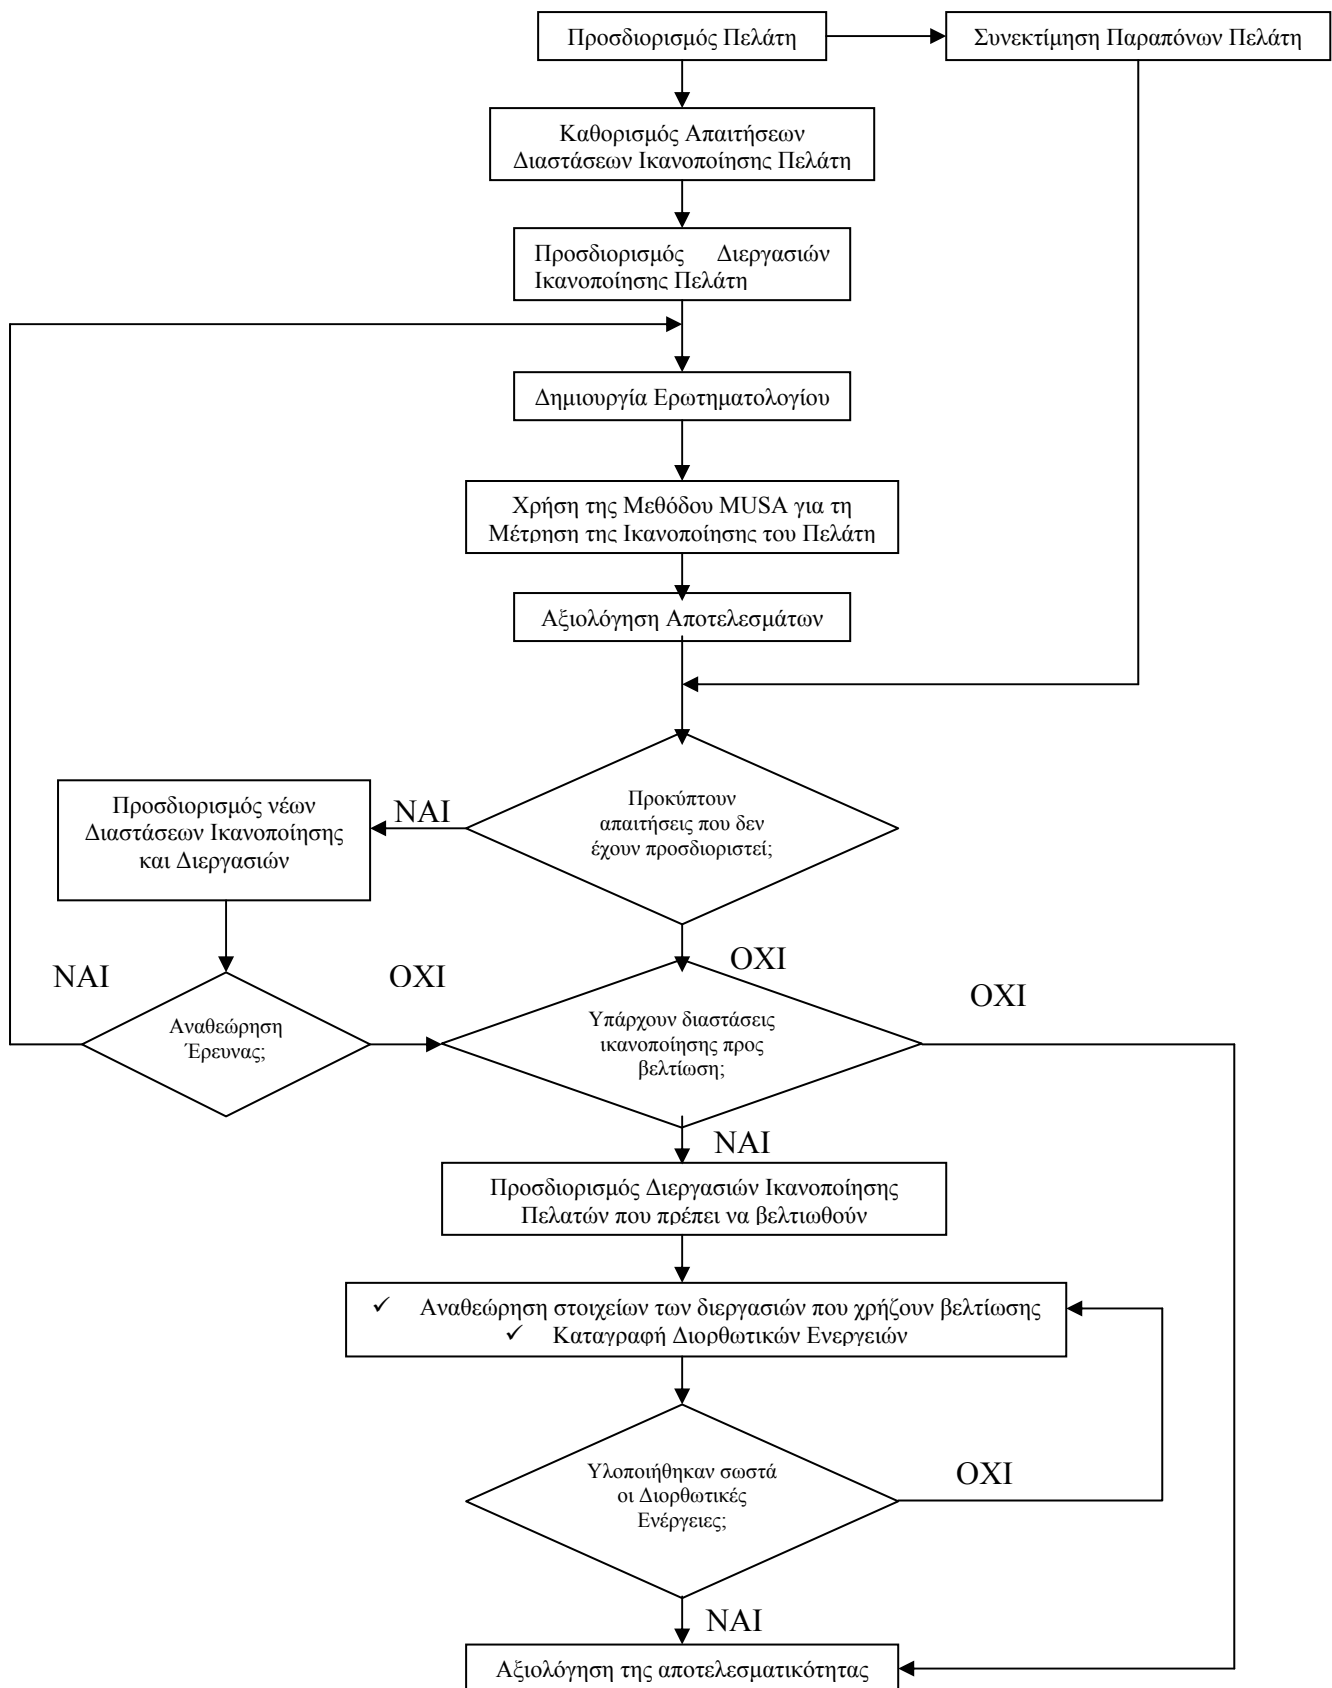 Προσδιορισμός Πελάτη
Συνεκτίμηση Παραπόνων Πελάτη
Καθορισμός Απαιτήσεων
Διαστάσεων Ικανοποίησης Πελάτη
Προσδιορισμός Διεργασιών
Ικανοποίησης Πελάτη
Δημιουργία Ερωτηματολογίου
Χρήση της Μεθόδου MUSA για τη
Μέτρηση της Ικανοποίησης του Πελάτη
Αξιολόγηση Αποτελεσμάτων
Προκύπτουν
απαιτήσεις που δεν
έχουν προσδιοριστεί;
ΝΑΙ
Προσδιορισμός νέων
Διαστάσεων Ικανοποίησης
και Διεργασιών
ΟΧΙ
ΝΑΙ
ΟΧΙ
ΟΧΙ
Αναθεώρηση
Έρευνας;
Υπάρχουν διαστάσεις
ικανοποίησης προς
βελτίωση;
ΝΑΙ
Προσδιορισμός Διεργασιών Ικανοποίησης
Πελατών που πρέπει να βελτιωθούν
✓ Αναθεώρηση στοιχείων των διεργασιών που χρήζουν βελτίωσης
✓ Καταγραφή Διορθωτικών Ενεργειών
Υλοποιήθηκαν σωστά
οι Διορθωτικές
Ενέργειες;
ΟΧΙ
ΝΑΙ
Αξιολόγηση της αποτελεσματικότητας